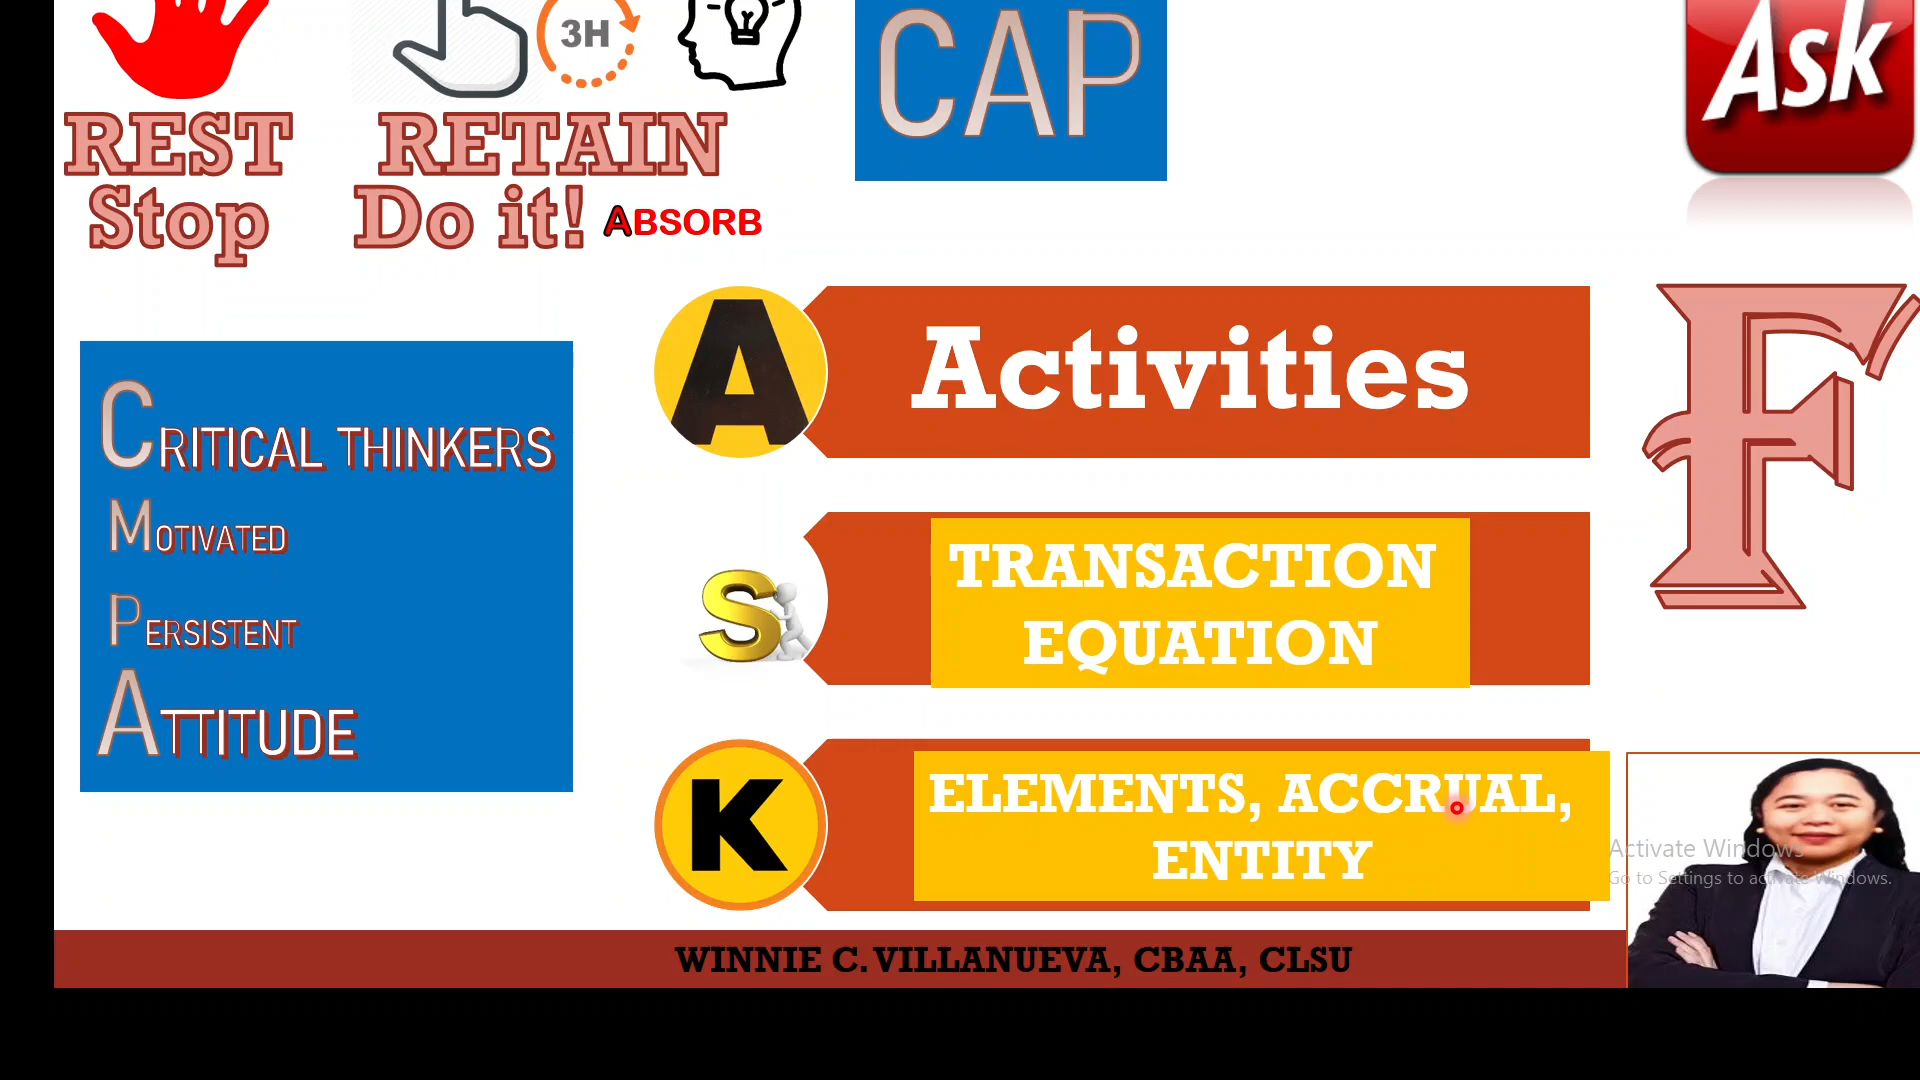 3H
CAP
Ask
REST
Stop
RETAIN
Do it!
ABSORB
CRITICAL THINKERS
MOTIVATED
PERSISTENT
ATTITUDE
A
Activities
F
S
TRANSACTION
EQUATION
K
ELEMENTS, ACCRUAL,
ENTITY
Activate Windows
Go to Settings to activate Windows.
WINNIE C. VILLANUEVA, CBAA, CLSU